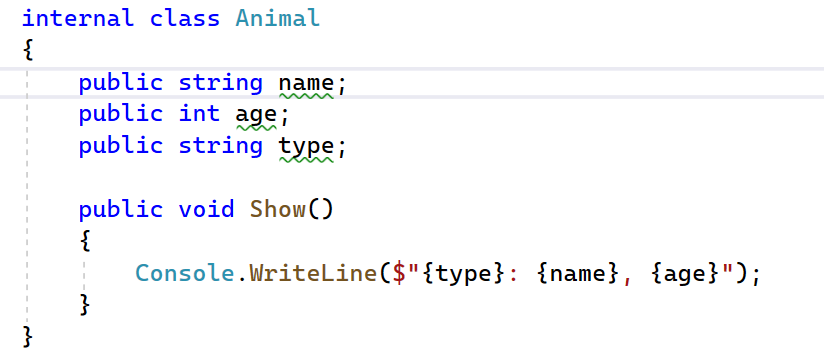 internal class Animal
{
    public string name;
    public int age;
    public string type;

    public void Show()
    {
        Console.WriteLine($"{type}: {name}, {age}");
    }
}